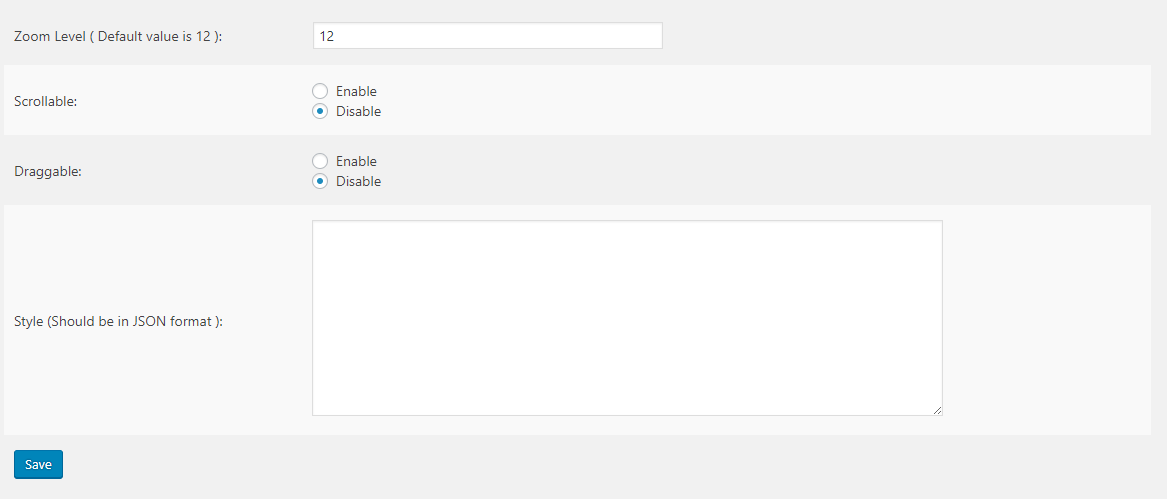 Zoom Level ( Default value is 12 ): 12
Scrollable:
Enable
Disable
Draggable:
Enable
Disable
Style (Should be in JSON format ):
Save